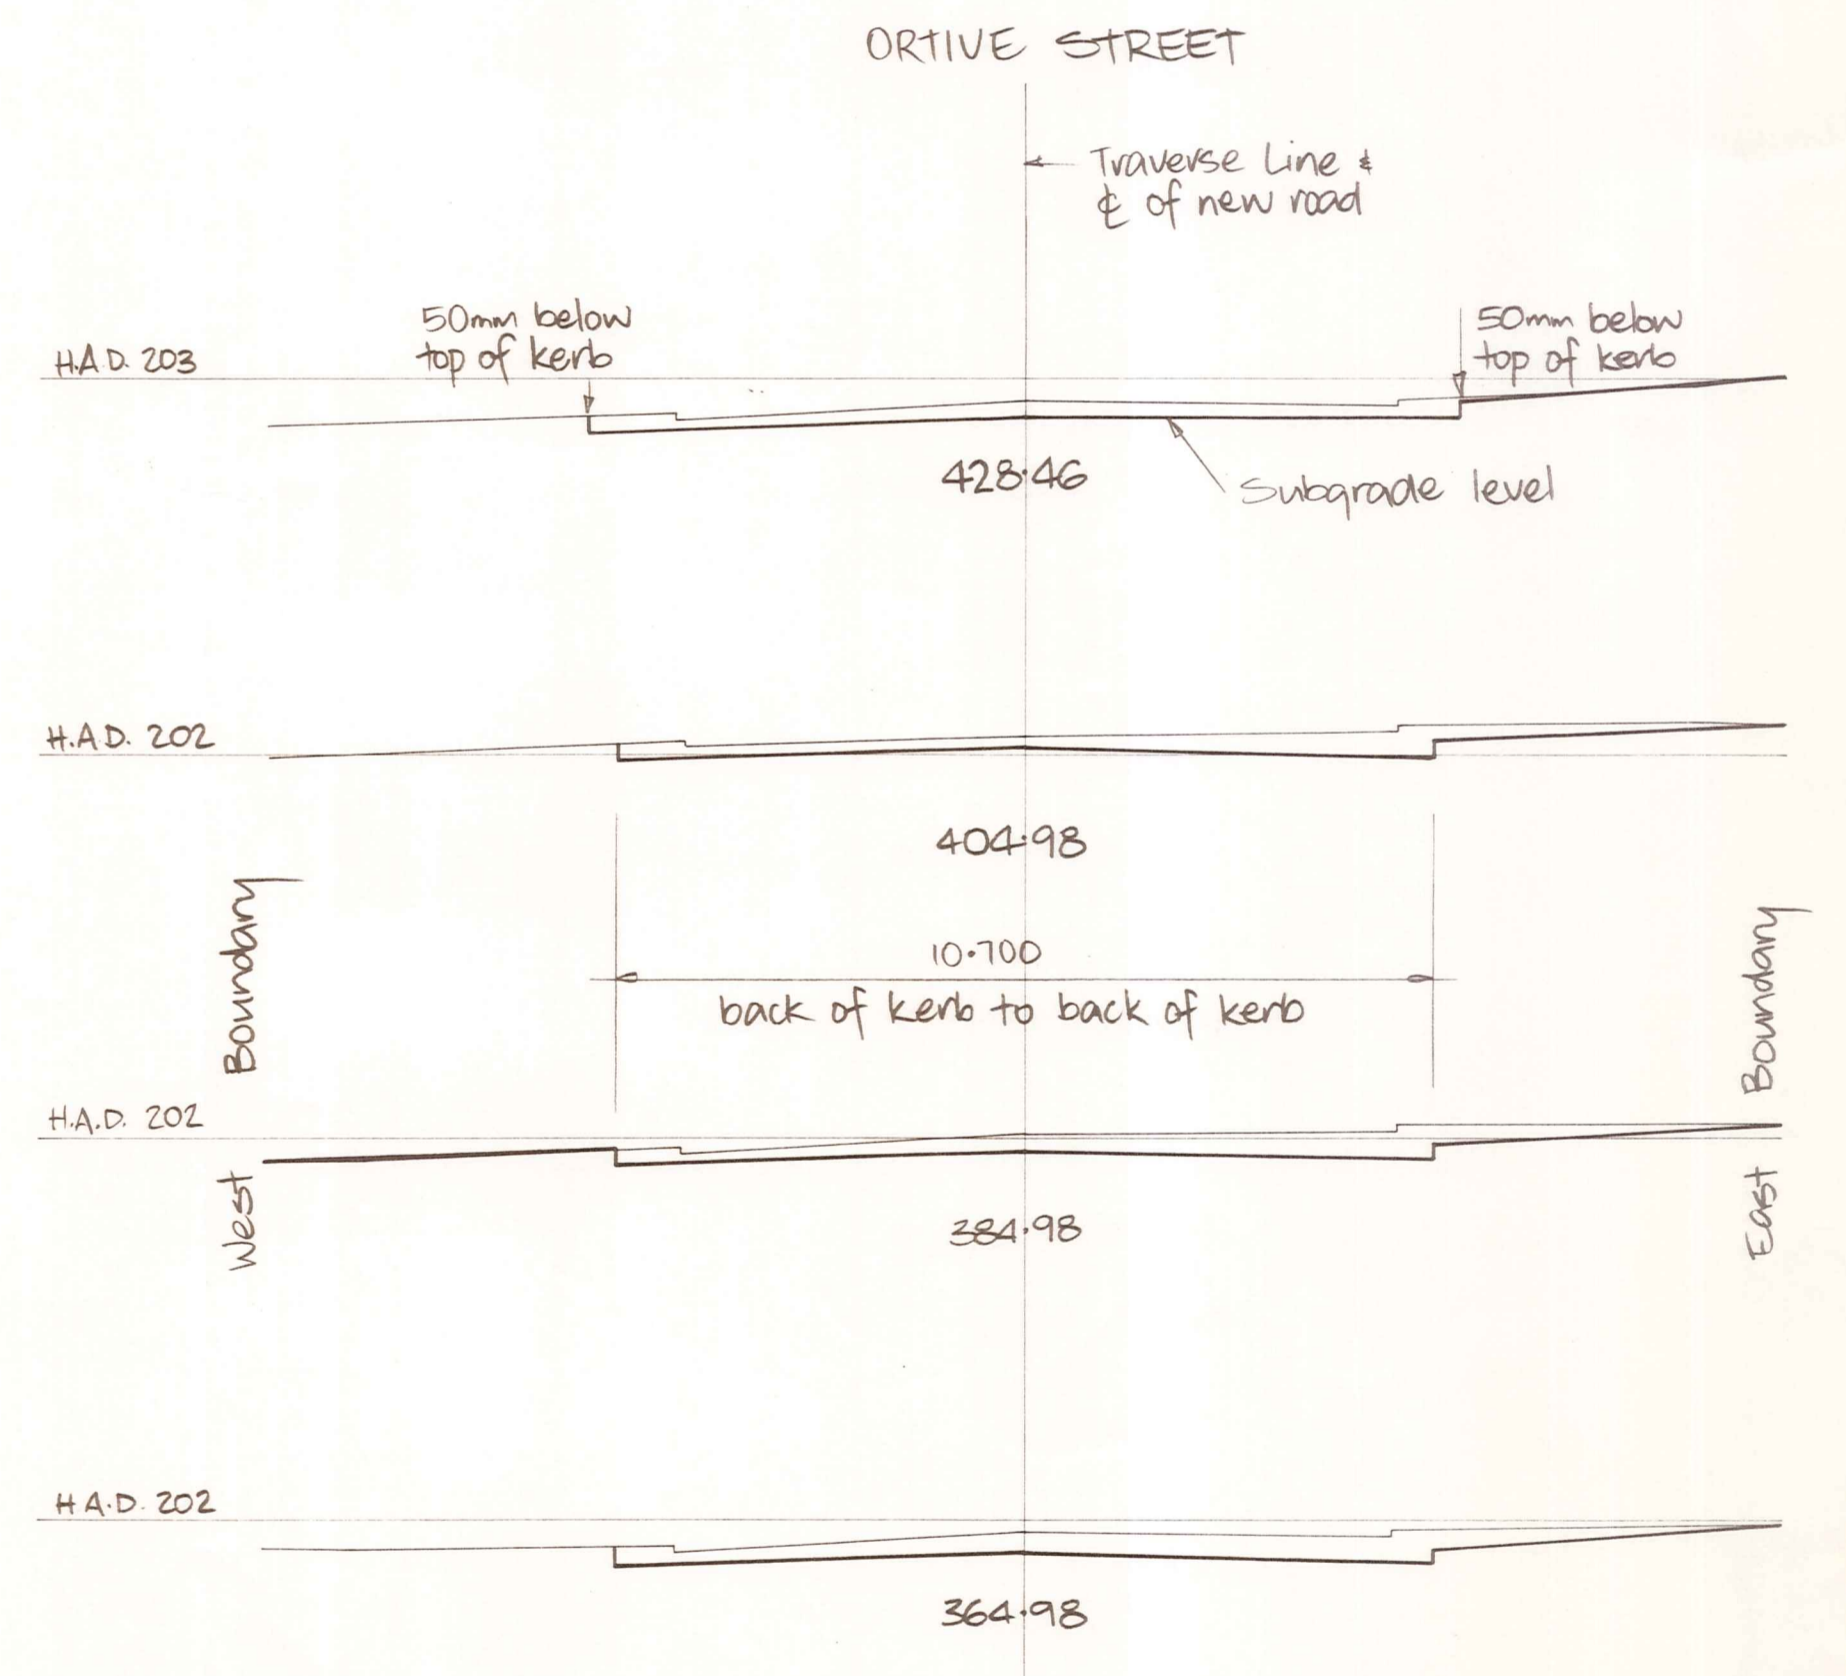 ORTIVE STREET
Traverse Line &
℄ of new road
50mm below
top of kerb
50mm below
top of kerb
H.A.D. 203
428.46
Subgrade level
H.A.D. 202
404.98
10.700
back of kerb to back of kerb
Boundary
Boundary
H.A.D. 202
West
East
384.98
H.A.D. 202
364.98